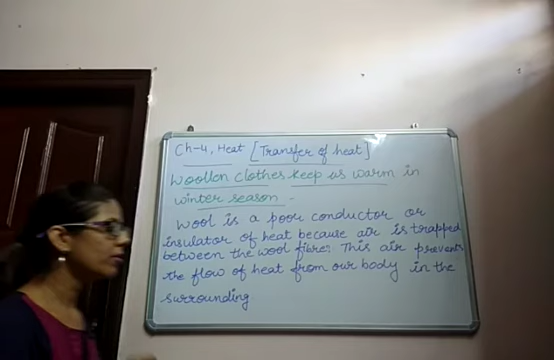 Ch-4, Heat [Transfer of heat]
Woollen clothes keep us warm in
winter season.
Wool is a poor conductor or
insulator of heat because air is trapped
between the wool fibre. This air prevents
the flow of heat from our body in the
surrounding